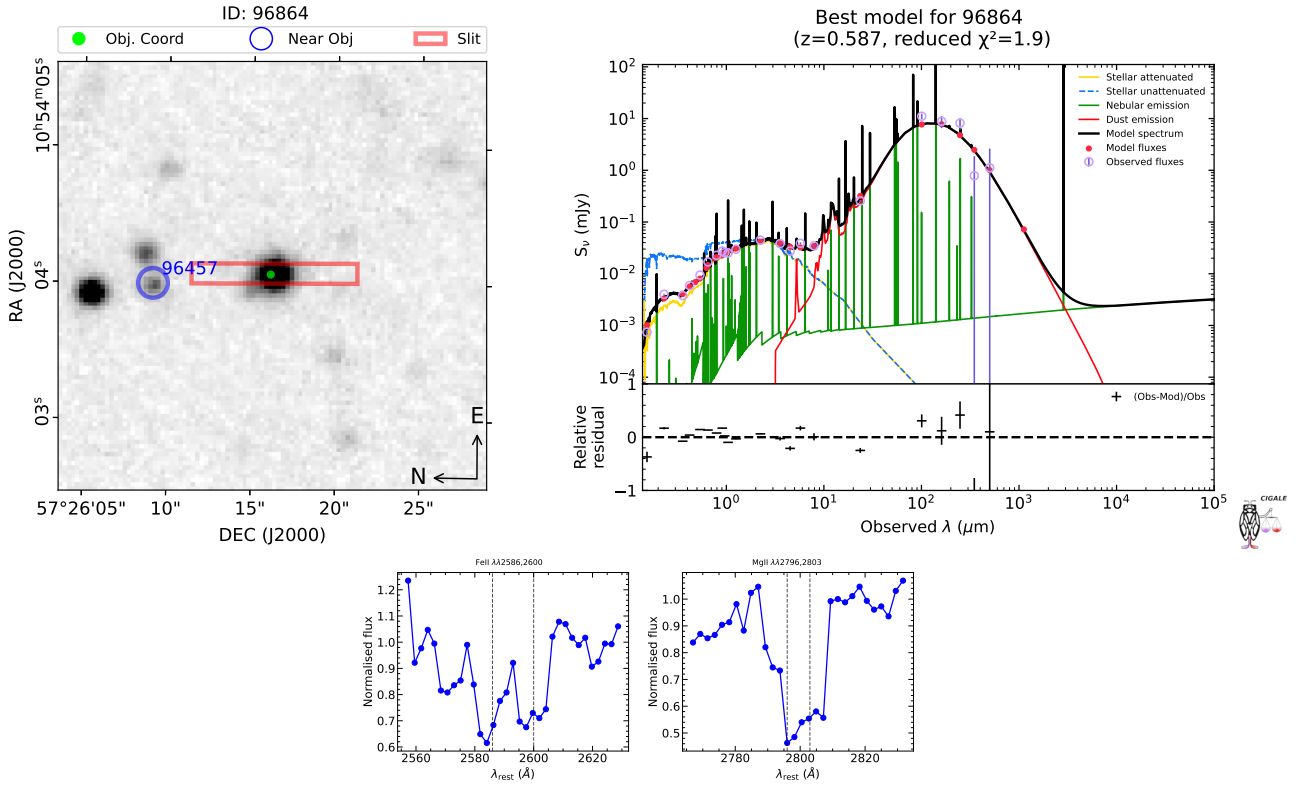 ID: 96864
Obj. Coord
Near Obj
Slit
96457
E
N
10ʰ54ᵐ05ˢ
04ˢ
03ˢ
RA (J2000)
57°26'05"
10"
15"
20"
25"
DEC (J2000)
Best model for 96864
(z=0.587, reduced χ²=1.9)
Stellar attenuated
Stellar unattenuated
Nebular emission
Dust emission
Model spectrum
Model fluxes
Observed fluxes
10²
10¹
10⁰
10⁻¹
10⁻²
10⁻³
10⁻⁴
Sᵥ (mJy)
(Obs-Mod)/Obs
1
0
−1
Relative
residual
10⁰
10¹
10²
10³
10⁴
10⁵
Observed λ (μm)
CIGALE
FeII λλ2586,2600
1.2
1.1
1.0
0.9
0.8
0.7
0.6
Normalised flux
2560
2580
2600
2620
λrest (Å)
MgII λλ2796,2803
1.0
0.9
0.8
0.7
0.6
0.5
Normalised flux
2780
2800
2820
λrest (Å)